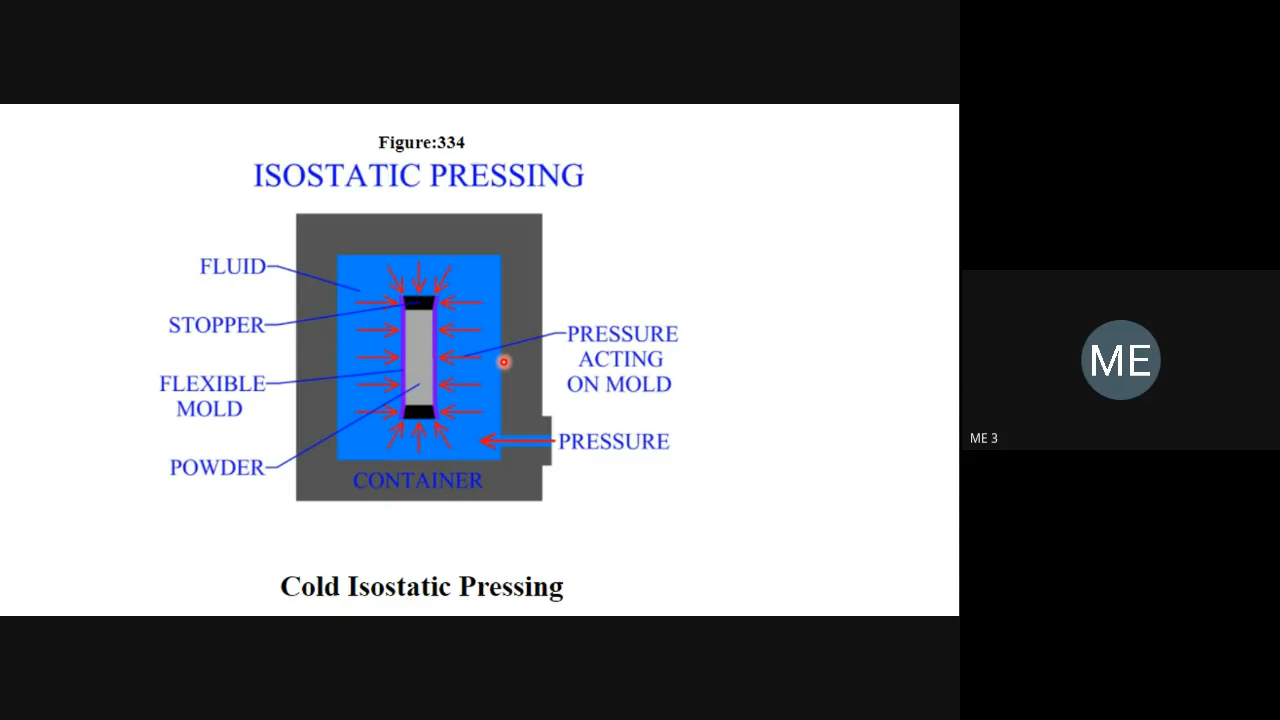 Figure:334
ISOSTATIC PRESSING
FLUID
STOPPER
FLEXIBLE
MOLD
POWDER
PRESSURE
ACTING
ON MOLD
PRESSURE
CONTAINER
Cold Isostatic Pressing
ME
ME 3